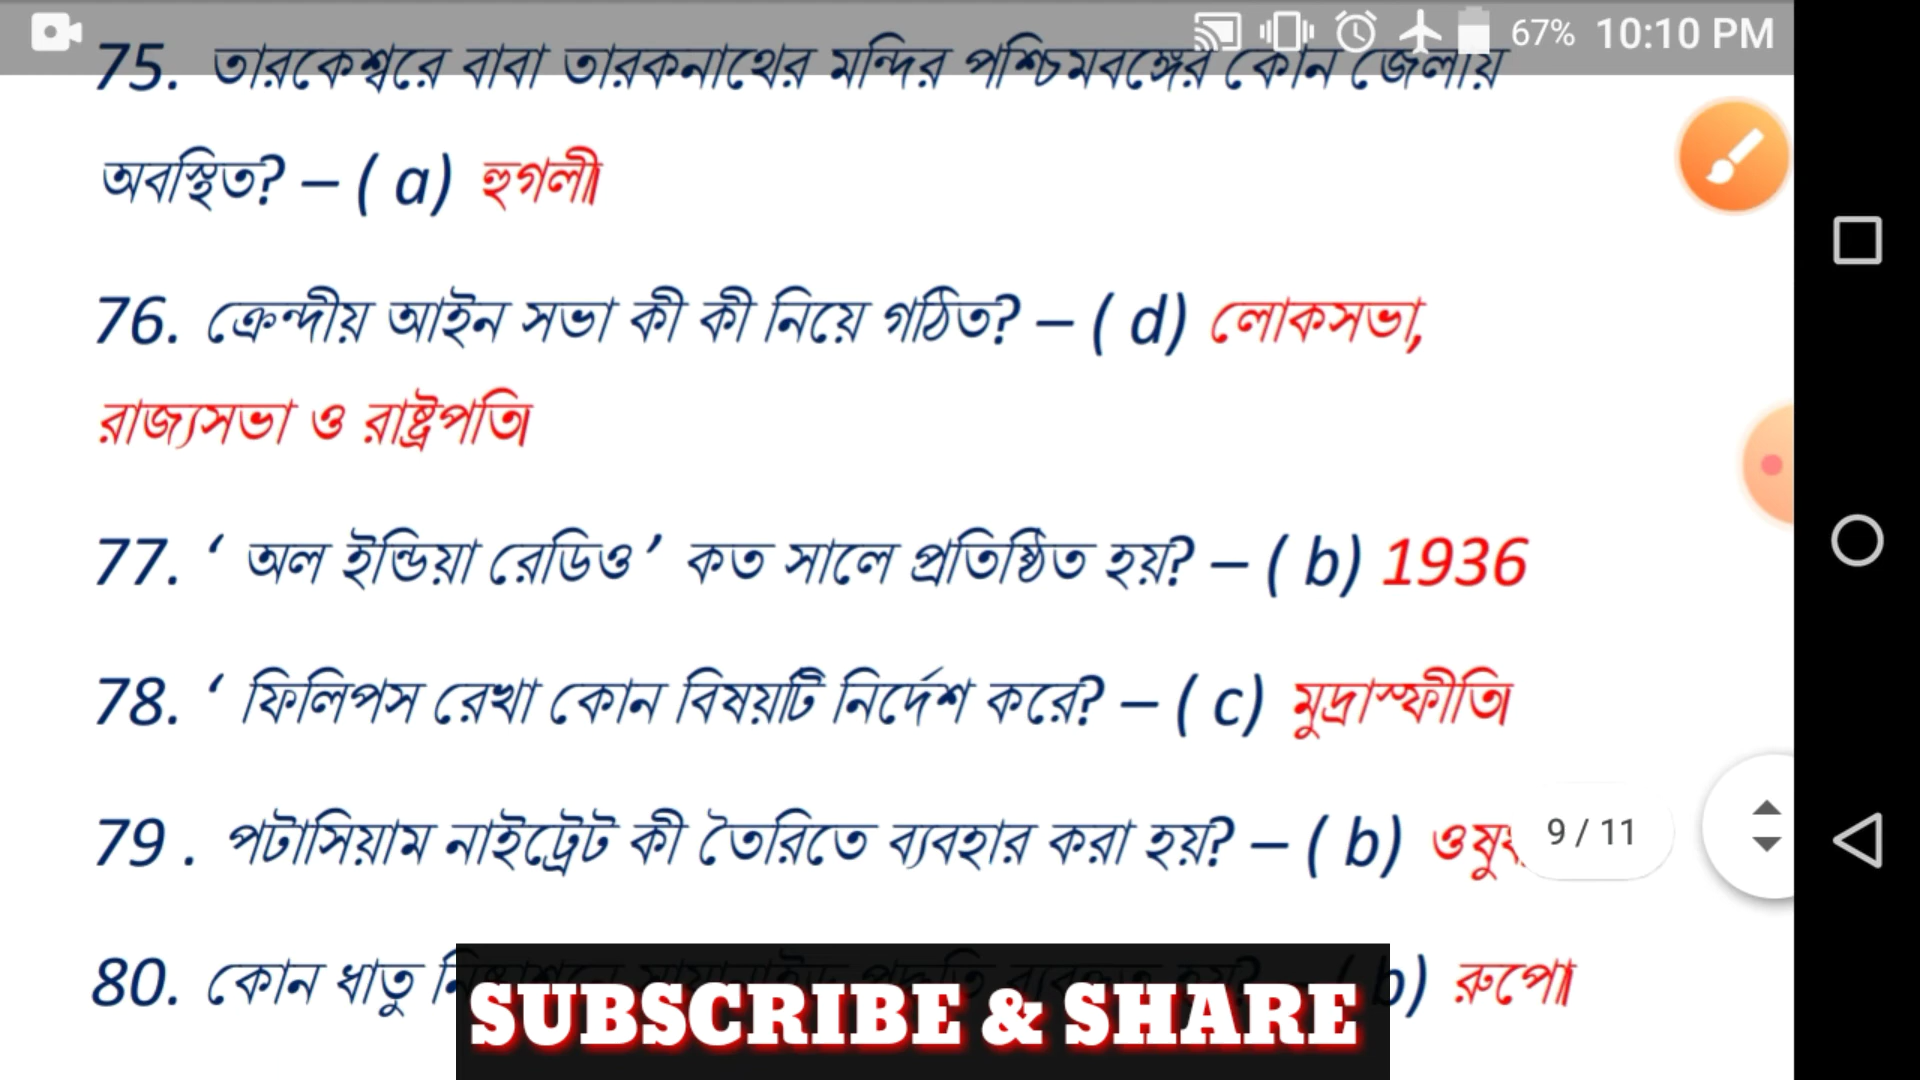 67% 10:10 PM
75. তারকেশ্বরে বাবা তারকনাথের মন্দির পশ্চিমবঙ্গের কোন জেলায়
অবস্থিত? – ( a) হুগলী৷
76. ক্রেন্দীয় আইন সভা কী কী নিয়ে গঠিত? – ( d) লোকসভা,
রাজ্যসভা ও রাষ্ট্রপতি৷
77. ‘ অল ইন্ডিয়া রেডিও’ কত সালে প্রতিষ্ঠিত হয়? – ( b) 1936
78. ‘ ফিলিপস রেখা কোন বিষয়টি নির্দেশ করে? – ( c) মুদ্রাস্ফীতি৷
79 . পটাসিয়াম নাইট্রেট কী তৈরিতে ব্যবহার করা হয়? – ( b)
9 / 11
80. কোন ধাতু b) রুপো৷
SUBSCRIBE & SHARE